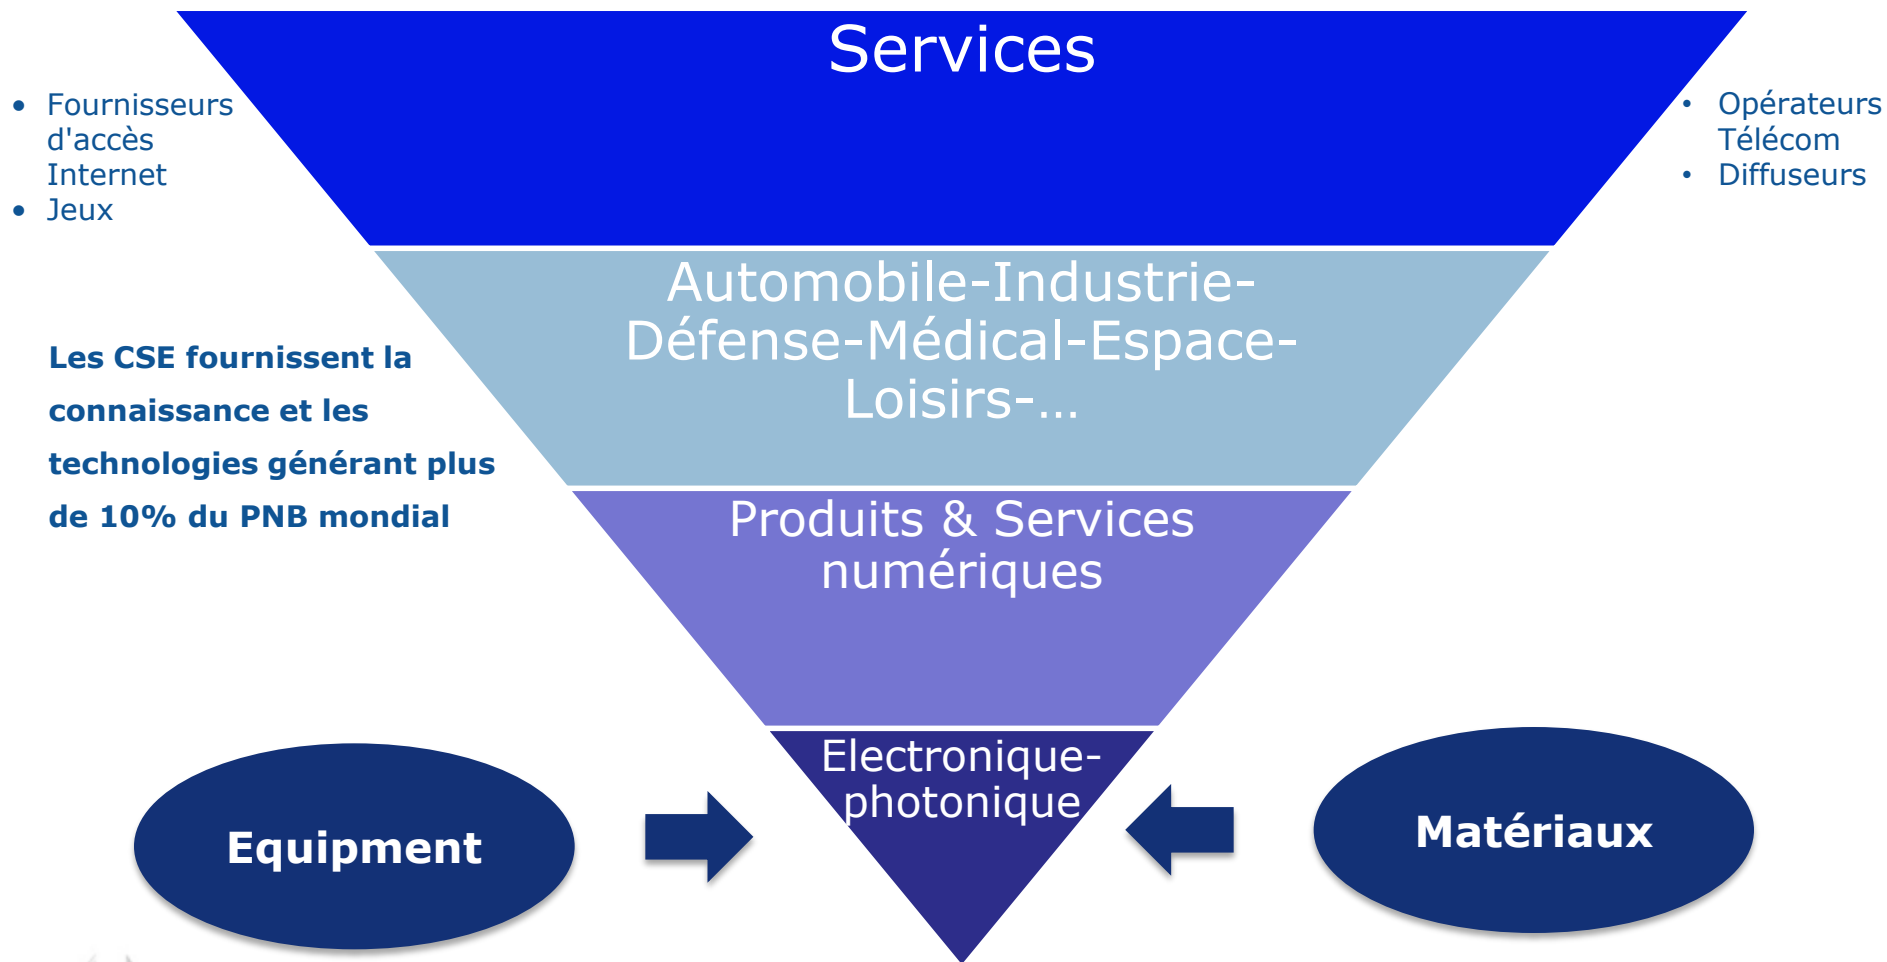 Services
• Fournisseurs
d'accès
Internet
• Jeux
• Opérateurs
Télécom
• Diffuseurs
Automobile-Industrie-
Défense-Médical-Espace-
Loisirs-...
Les CSE fournissent la
connaissance et les
technologies générant plus
de 10% du PNB mondial
Produits & Services
numériques
Electronique-
photonique
Equipment
Matériaux